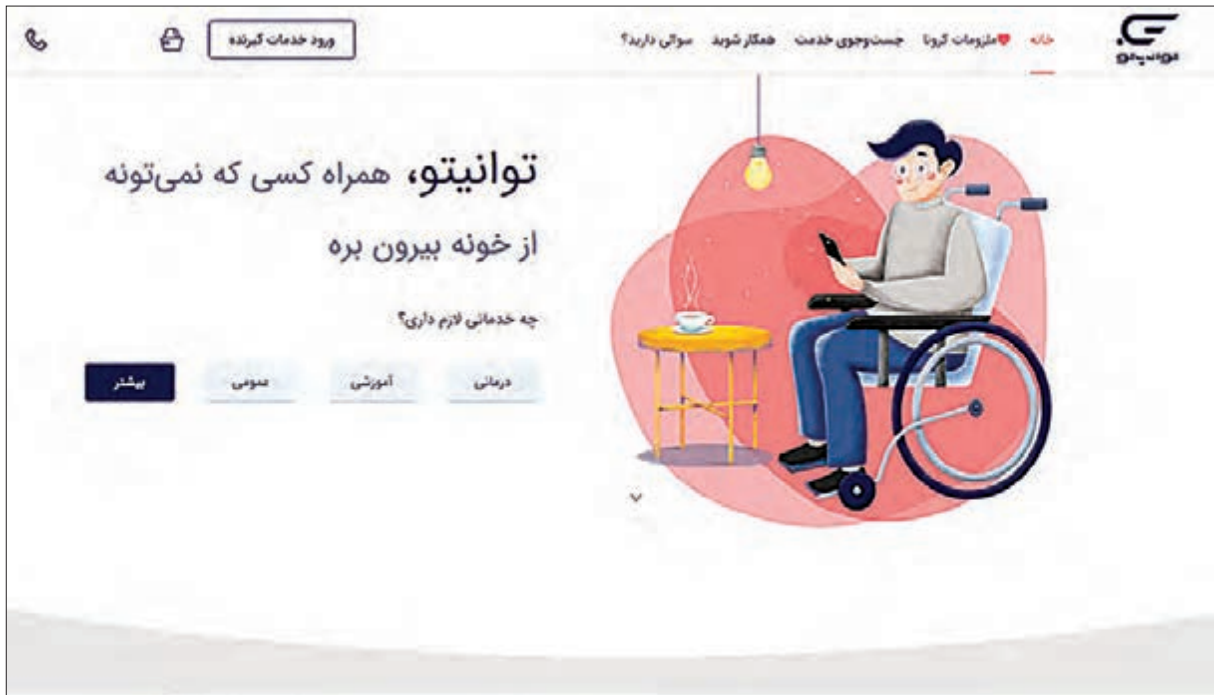 توانیتو
خانه ملزومات کرونا جست‌وجوی خدمت همکار شوید سوالی دارید؟
ورود خدمات گیرنده
توانیتو، همراه کسی که نمی‌تونه
از خونه بیرون بره
چه خدماتی لازم داری؟
درمانی آموزشی عمومی بیشتر